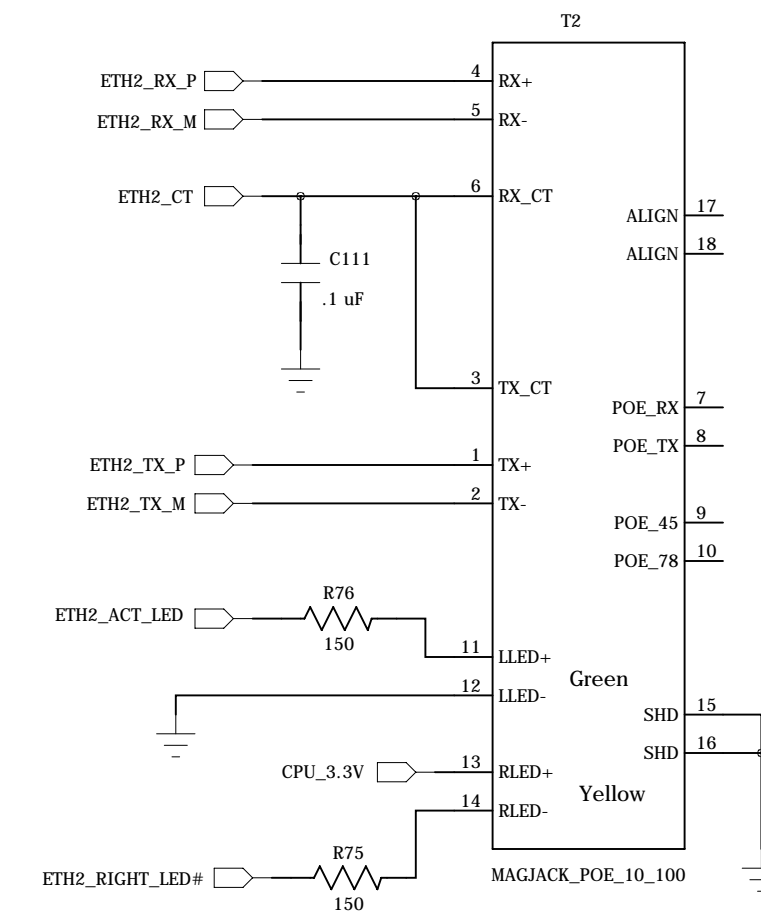 T2
ETH2_RX_P
4
RX+
ETH2_RX_M
5
RX-
ETH2_CT
6
RX_CT
ALIGN
17
ALIGN
18
C111
.1 uF
3
TX_CT
POE_RX
7
POE_TX
8
ETH2_TX_P
1
TX+
ETH2_TX_M
2
TX-
POE_45
9
POE_78
10
ETH2_ACT_LED
R76
150
11
LLED+
Green
12
LLED-
SHD
15
SHD
16
CPU_3.3V
13
RLED+
Yellow
14
RLED-
ETH2_RIGHT_LED#
R75
150
MAGJACK_POE_10_100